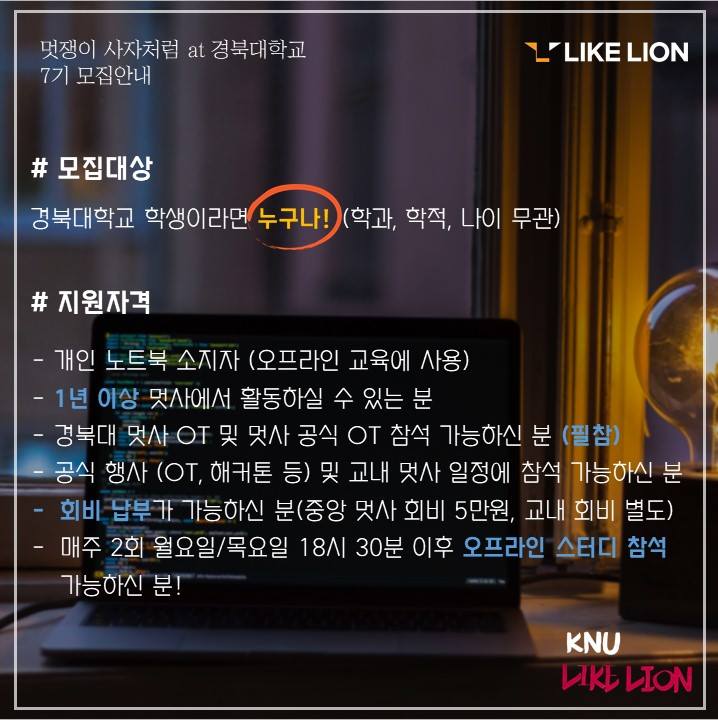 멋쟁이 사자처럼 at 경북대학교
7기 모집안내
LIKE LION
# 모집대상
경북대학교 학생이라면 누구나! (학과, 학적, 나이 무관)
# 지원자격
- 개인 노트북 소지자 (오프라인 교육에 사용)
- 1년 이상 멋사에서 활동하실 수 있는 분
- 경북대 멋사 OT 및 멋사 공식 OT 참석 가능하신 분 (필참)
- 공식 행사 (OT, 해커톤 등) 및 교내 멋사 일정에 참석 가능하신 분
- 회비 납부가 가능하신 분(중앙 멋사 회비 5만원, 교내 회비 별도)
- 매주 2회 월요일/목요일 18시 30분 이후 오프라인 스터디 참석
가능하신 분!
KNU
LIKE LION